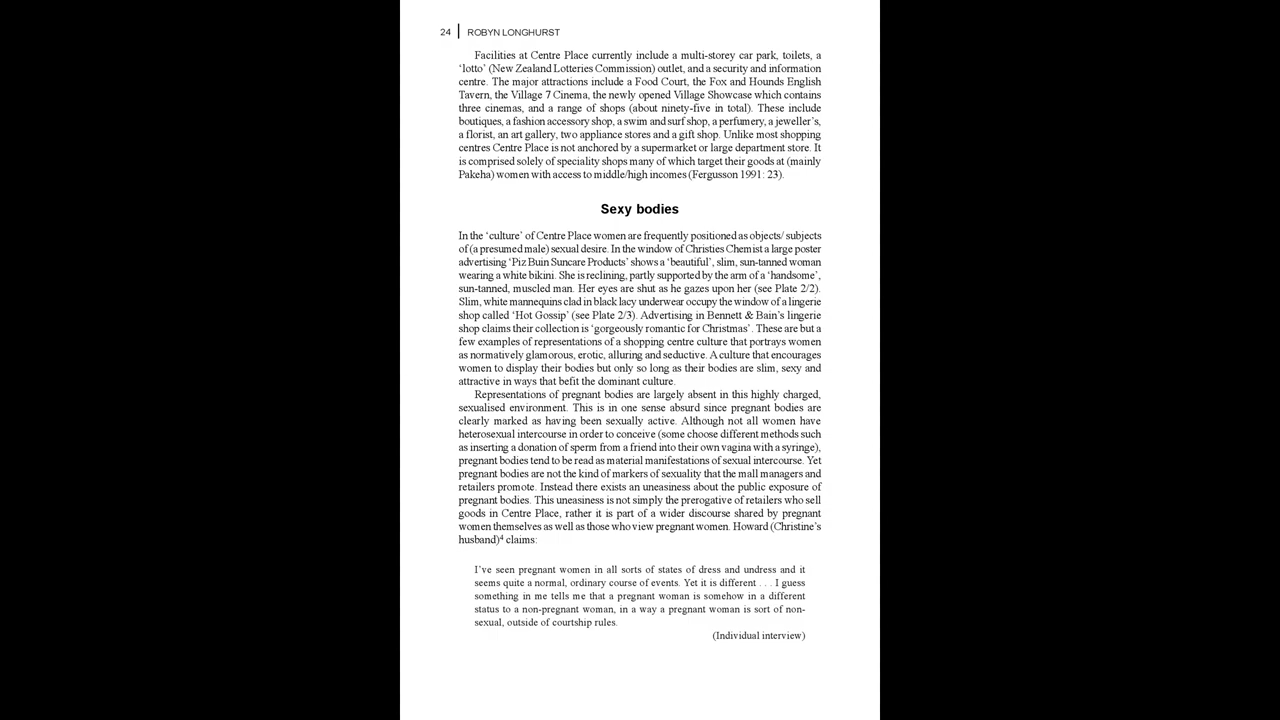 24 ROBYN LONGHURST
Facilities at Centre Place currently include a multi-storey car park, toilets, a
‘lotto’ (New Zealand Lotteries Commission) outlet, and a security and information
centre. The major attractions include a Food Court, the Fox and Hounds English
Tavern, the Village 7 Cinema, the newly opened Village Showcase which contains
three cinemas, and a range of shops (about ninety-five in total). These include
boutiques, a fashion accessory shop, a swim and surf shop, a perfumery, a jeweller’s,
a florist, an art gallery, two appliance stores and a gift shop. Unlike most shopping
centres Centre Place is not anchored by a supermarket or large department store. It
is comprised solely of speciality shops many of which target their goods at (mainly
Pakeha) women with access to middle/high incomes (Fergusson 1991: 23).
Sexy bodies
In the ‘culture’ of Centre Place women are frequently positioned as objects/ subjects
of (a presumed male) sexual desire. In the window of Christies Chemist a large poster
advertising ‘Piz Buin Suncare Products’ shows a ‘beautiful’, slim, sun-tanned woman
wearing a white bikini. She is reclining, partly supported by the arm of a ‘handsome’,
sun-tanned, muscled man. Her eyes are shut as he gazes upon her (see Plate 2/2).
Slim, white mannequins clad in black lacy underwear occupy the window of a lingerie
shop called ‘Hot Gossip’ (see Plate 2/3). Advertising in Bennett & Bain’s lingerie
shop claims their collection is ‘gorgeously romantic for Christmas’. These are but a
few examples of representations of a shopping centre culture that portrays women
as normatively glamorous, erotic, alluring and seductive. A culture that encourages
women to display their bodies but only so long as their bodies are slim, sexy and
attractive in ways that befit the dominant culture.
Representations of pregnant bodies are largely absent in this highly charged,
sexualised environment. This is in one sense absurd since pregnant bodies are
clearly marked as having been sexually active. Although not all women have
heterosexual intercourse in order to conceive (some choose different methods such
as inserting a donation of sperm from a friend into their own vagina with a syringe),
pregnant bodies tend to be read as material manifestations of sexual intercourse. Yet
pregnant bodies are not the kind of markers of sexuality that the mall managers and
retailers promote. Instead there exists an uneasiness about the public exposure of
pregnant bodies. This uneasiness is not simply the prerogative of retailers who sell
goods in Centre Place, rather it is part of a wider discourse shared by pregnant
women themselves as well as those who view pregnant women. Howard (Christine’s
husband)⁴ claims:
I’ve seen pregnant women in all sorts of states of dress and undress and it
seems quite a normal, ordinary course of events. Yet it is different . . . I guess
something in me tells me that a pregnant woman is somehow in a different
status to a non-pregnant woman, in a way a pregnant woman is sort of non-
sexual, outside of courtship rules.
(Individual interview)